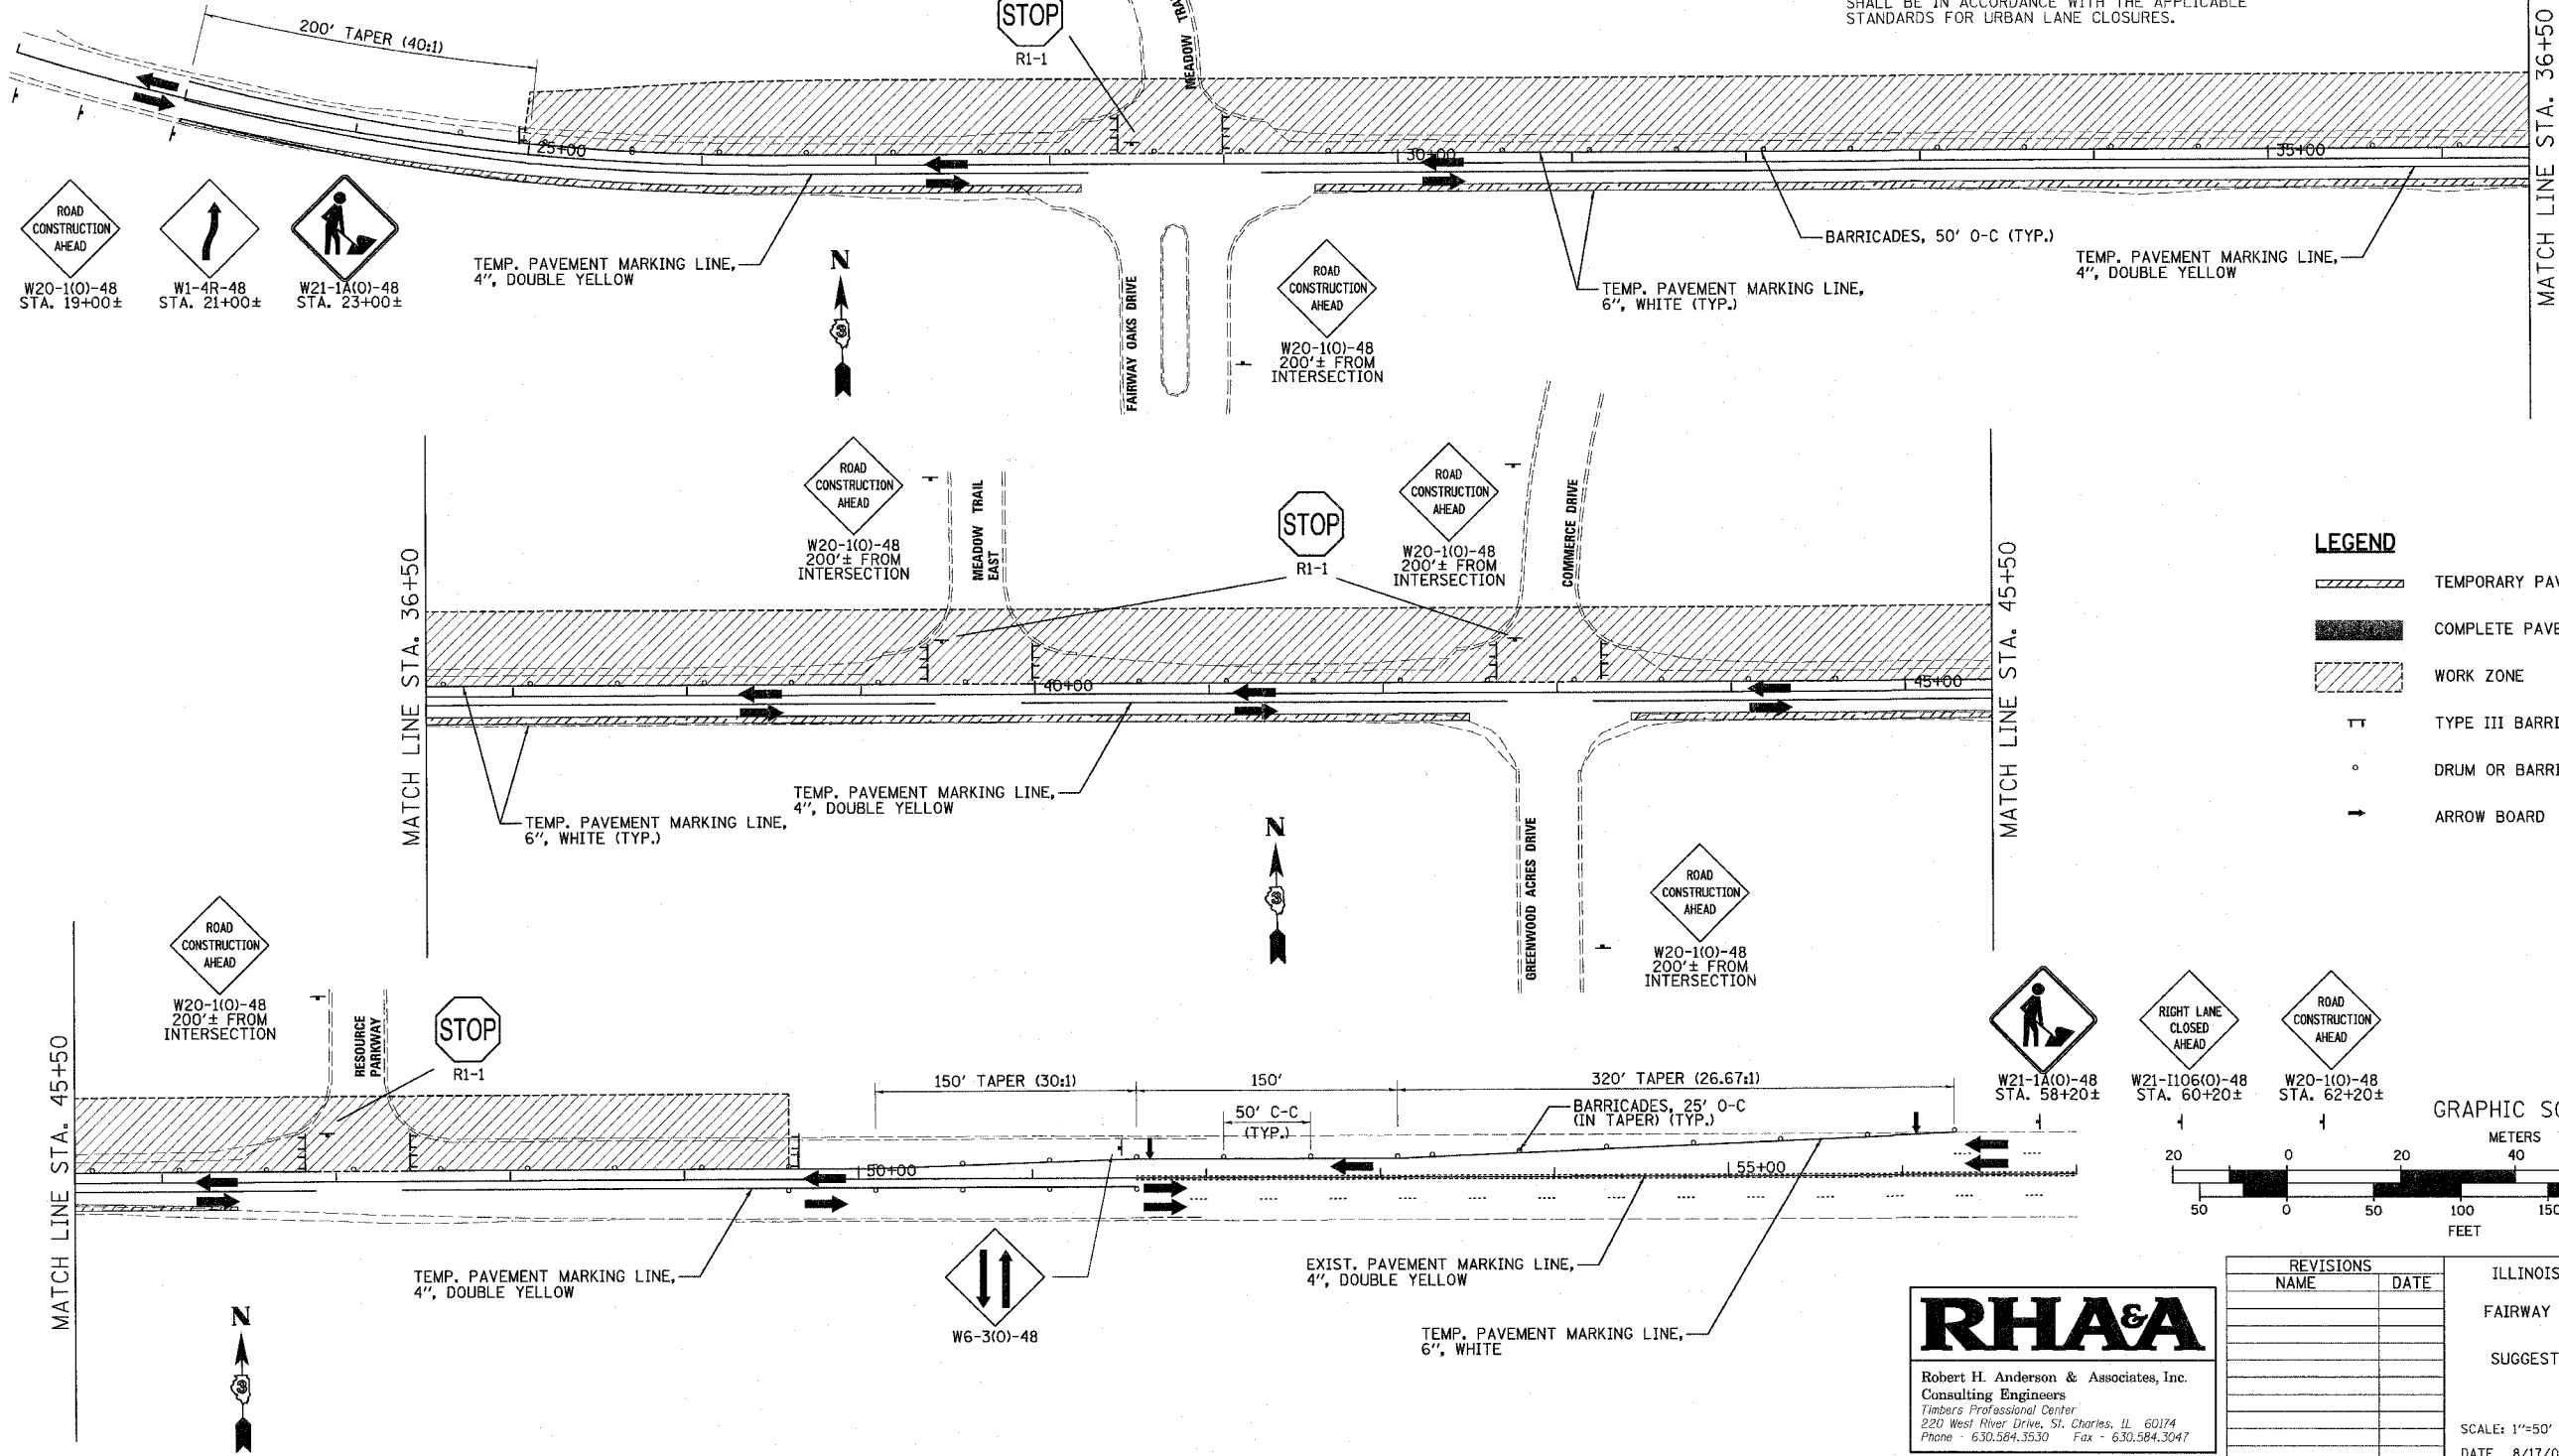 SHALL BE IN ACCORDANCE WITH THE APPLICABLE
STANDARDS FOR URBAN LANE CLOSURES.
200' TAPER (40:1)
STOP
R1-1
MEADOW
MATCH LINE STA. 36+50
25+00
30+00
35+00
ROAD
CONSTRUCTION
AHEAD
W20-1(O)-48
STA. 19+00±
W1-4R-48
STA. 21+00±
W21-1A(O)-48
STA. 23+00±
TEMP. PAVEMENT MARKING LINE,
4", DOUBLE YELLOW
N
FAIRWAY OAKS DRIVE
ROAD
CONSTRUCTION
AHEAD
W20-1(O)-48
200'± FROM
INTERSECTION
BARRICADES, 50' O-C (TYP.)
TEMP. PAVEMENT MARKING LINE,
6", WHITE (TYP.)
TEMP. PAVEMENT MARKING LINE,
4", DOUBLE YELLOW
MATCH LINE STA. 36+50
ROAD
CONSTRUCTION
AHEAD
W20-1(O)-48
200'± FROM
INTERSECTION
MEADOW TRAIL
EAST
STOP
R1-1
ROAD
CONSTRUCTION
AHEAD
W20-1(O)-48
200'± FROM
INTERSECTION
COMMERCE DRIVE
MATCH LINE STA. 45+50
40+00
45+00
TEMP. PAVEMENT MARKING LINE,
6", WHITE (TYP.)
TEMP. PAVEMENT MARKING LINE,
4", DOUBLE YELLOW
N
GREENWOOD ACRES DRIVE
ROAD
CONSTRUCTION
AHEAD
W20-1(O)-48
200'± FROM
INTERSECTION
LEGEND
TEMPORARY
COMPLETE
WORK ZONE
TYPE III
DRUM OR
ARROW BOARD
MATCH LINE STA. 45+50
ROAD
CONSTRUCTION
AHEAD
W20-1(O)-48
200'± FROM
INTERSECTION
RESOURCE
PARKWAY
STOP
R1-1
150' TAPER (30:1)
150'
320' TAPER (26.67:1)
50' C-C
(TYP.)
BARRICADES, 25' O-C
(IN TAPER) (TYP.)
50+00
55+00
W21-1A(O)-48
STA. 58+20±
RIGHT LANE
CLOSED
AHEAD
W21-I106(O)-48
STA. 60+20±
ROAD
CONSTRUCTION
AHEAD
W20-1(O)-48
STA. 62+20±
GRAPHIC
METERS
20 0 20 40
50 0 50 100 150
FEET
TEMP. PAVEMENT MARKING LINE,
4", DOUBLE YELLOW
N
W6-3(O)-48
EXIST. PAVEMENT MARKING LINE,
4", DOUBLE YELLOW
TEMP. PAVEMENT MARKING LINE,
6", WHITE
RHA&A
Robert H. Anderson & Associates, Inc.
Consulting Engineers
Timbers Professional Center
220 West River Drive, St. Charles, IL 60174
Phone - 630.584.3530 Fax - 630.584.3047
REVISIONS
NAME DATE
ILLINOIS
FAIRWAY
SUGGEST
SCALE: 1"=50'
DATE 8/17/0